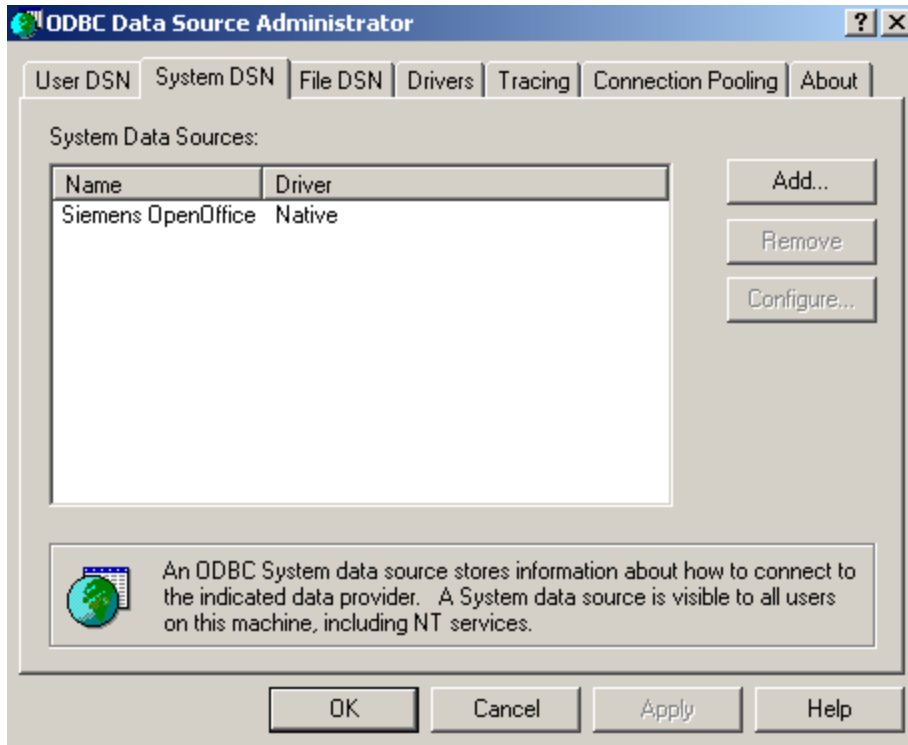 ODBC Data Source Administrator
User DSN System DSN File DSN Drivers Tracing Connection Pooling About
System Data Sources:
Name Driver
Siemens OpenOffice Native
Add...
Remove
Configure...
An ODBC System data source stores information about how to connect to
the indicated data provider. A System data source is visible to all users
on this machine, including NT services.
OK Cancel Apply Help